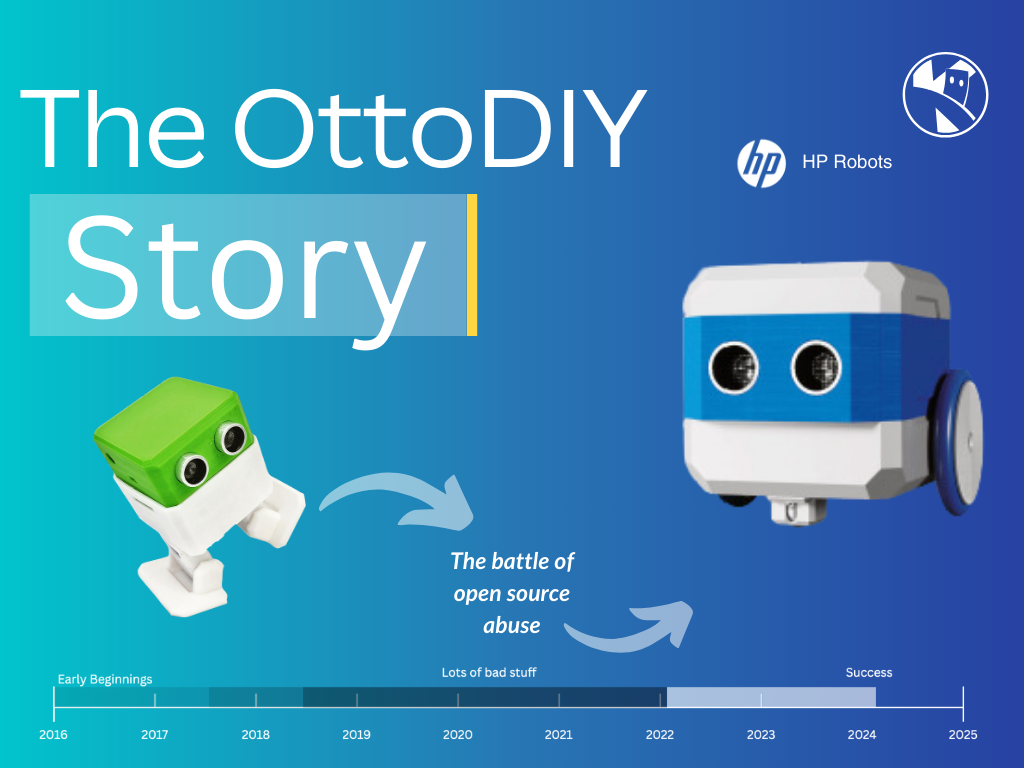 The OttoDIY
Story
hp HP Robots
The battle of
open source
abuse
Early Beginnings
Lots of bad stuff
Success
2016 2017 2018 2019 2020 2021 2022 2023 2024 2025